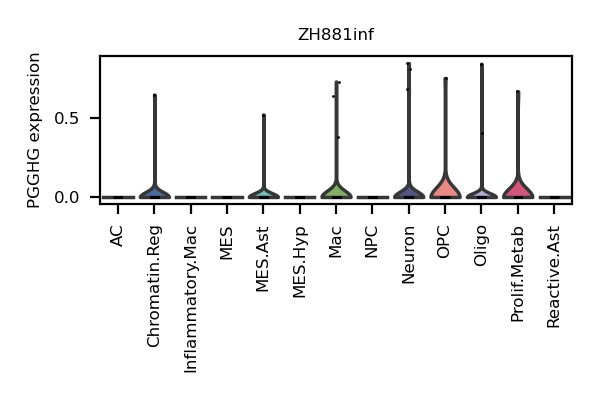 ZH881inf
PGGHG expression
0.5
0.0
AC
Chromatin.Reg
Inflammatory.Mac
MES
MES.Ast
MES.Hyp
Mac
NPC
Neuron
OPC
Oligo
Prolif.Metab
Reactive.Ast